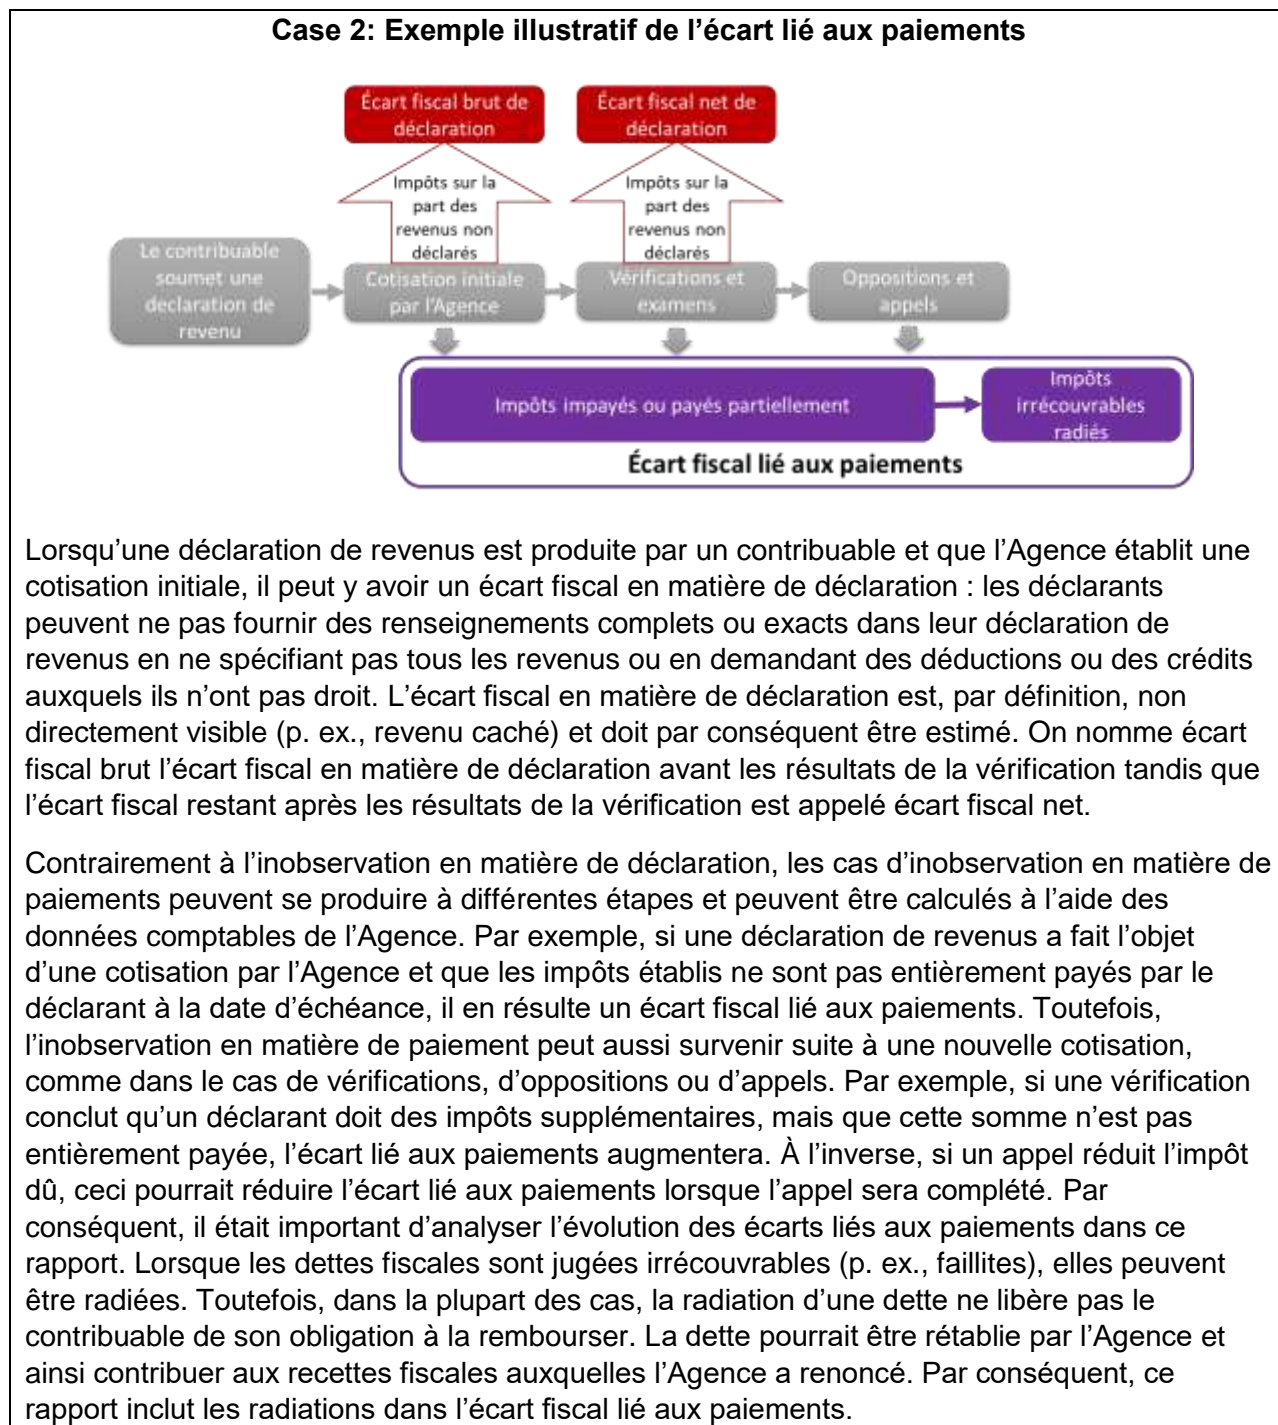 Case 2: Exemple illustratif de l’écart lié aux paiements
Écart fiscal brut de
déclaration
Écart fiscal net de
déclaration
Impôts sur la
part des
revenus non
déclarés
Impôts sur la
part des
revenus non
déclarés
Le contribuable
soumet une
declaration de
revenu
Cotisation initiale
par l’Agence
Vérifications et
examens
Oppositions et
appels
Impôts impayés ou payés partiellement
Impôts
irrécouvrables
radiés
Écart fiscal lié aux paiements
Lorsqu’une déclaration de revenus est produite par un contribuable et que l’Agence établit une
cotisation initiale, il peut y avoir un écart fiscal en matière de déclaration : les déclarants
peuvent ne pas fournir des renseignements complets ou exacts dans leur déclaration de
revenus en ne spécifiant pas tous les revenus ou en demandant des déductions ou des crédits
auxquels ils n’ont pas droit. L’écart fiscal en matière de déclaration est, par définition, non
directement visible (p. ex., revenu caché) et doit par conséquent être estimé. On nomme écart
fiscal brut l’écart fiscal en matière de déclaration avant les résultats de la vérification tandis que
l’écart fiscal restant après les résultats de la vérification est appelé écart fiscal net.
Contrairement à l’inobservation en matière de déclaration, les cas d’inobservation en matière de
paiements peuvent se produire à différentes étapes et peuvent être calculés à l’aide des
données comptables de l’Agence. Par exemple, si une déclaration de revenus a fait l’objet
d’une cotisation par l’Agence et que les impôts établis ne sont pas entièrement payés par le
déclarant à la date d’échéance, il en résulte un écart fiscal lié aux paiements. Toutefois,
l’inobservation en matière de paiement peut aussi survenir suite à une nouvelle cotisation,
comme dans le cas de vérifications, d’oppositions ou d’appels. Par exemple, si une vérification
conclut qu’un déclarant doit des impôts supplémentaires, mais que cette somme n’est pas
entièrement payée, l’écart lié aux paiements augmentera. À l’inverse, si un appel réduit l’impôt
dû, ceci pourrait réduire l’écart lié aux paiements lorsque l’appel sera complété. Par
conséquent, il était important d’analyser l’évolution des écarts liés aux paiements dans ce
rapport. Lorsque les dettes fiscales sont jugées irrécouvrables (p. ex., faillites), elles peuvent
être radiées. Toutefois, dans la plupart des cas, la radiation d’une dette ne libère pas le
contribuable de son obligation à la rembourser. La dette pourrait être rétablie par l’Agence et
ainsi contribuer aux recettes fiscales auxquelles l’Agence a renoncé. Par conséquent, ce
rapport inclut les radiations dans l’écart fiscal lié aux paiements.